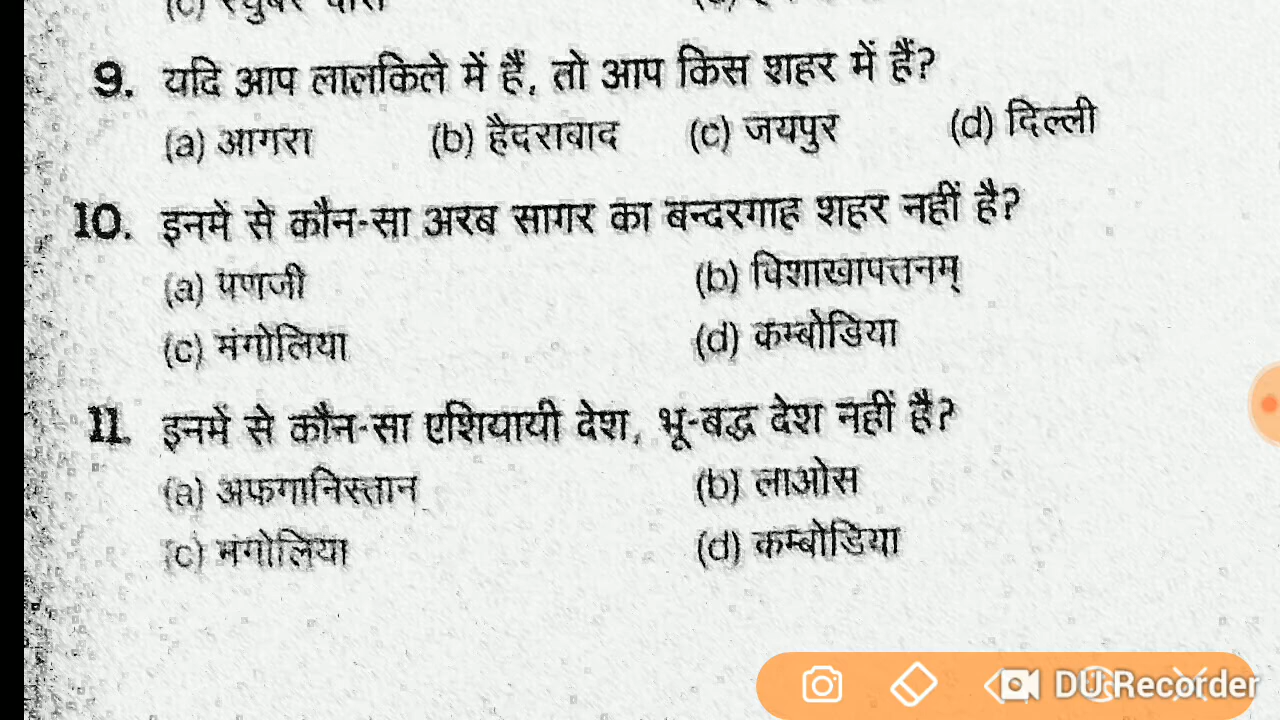 9. यदि आप लालकिले में हैं, तो आप किस शहर में हैं?
(a) आगरा (b) हैदराबाद (c) जयपुर (d) दिल्ली
10. इनमें से कौन-सा अरब सागर का बन्दरगाह शहर नहीं है?
(a) पणजी (b) विशाखापत्तनम्
(c) मंगोलिया (d) कम्बोडिया
11. इनमें से कौन-सा एशियायी देश, भू-बद्ध देश नहीं है?
(a) अफगानिस्तान (b) लाओस
(c) मंगोलिया (d) कम्बोडिया
DU Recorder